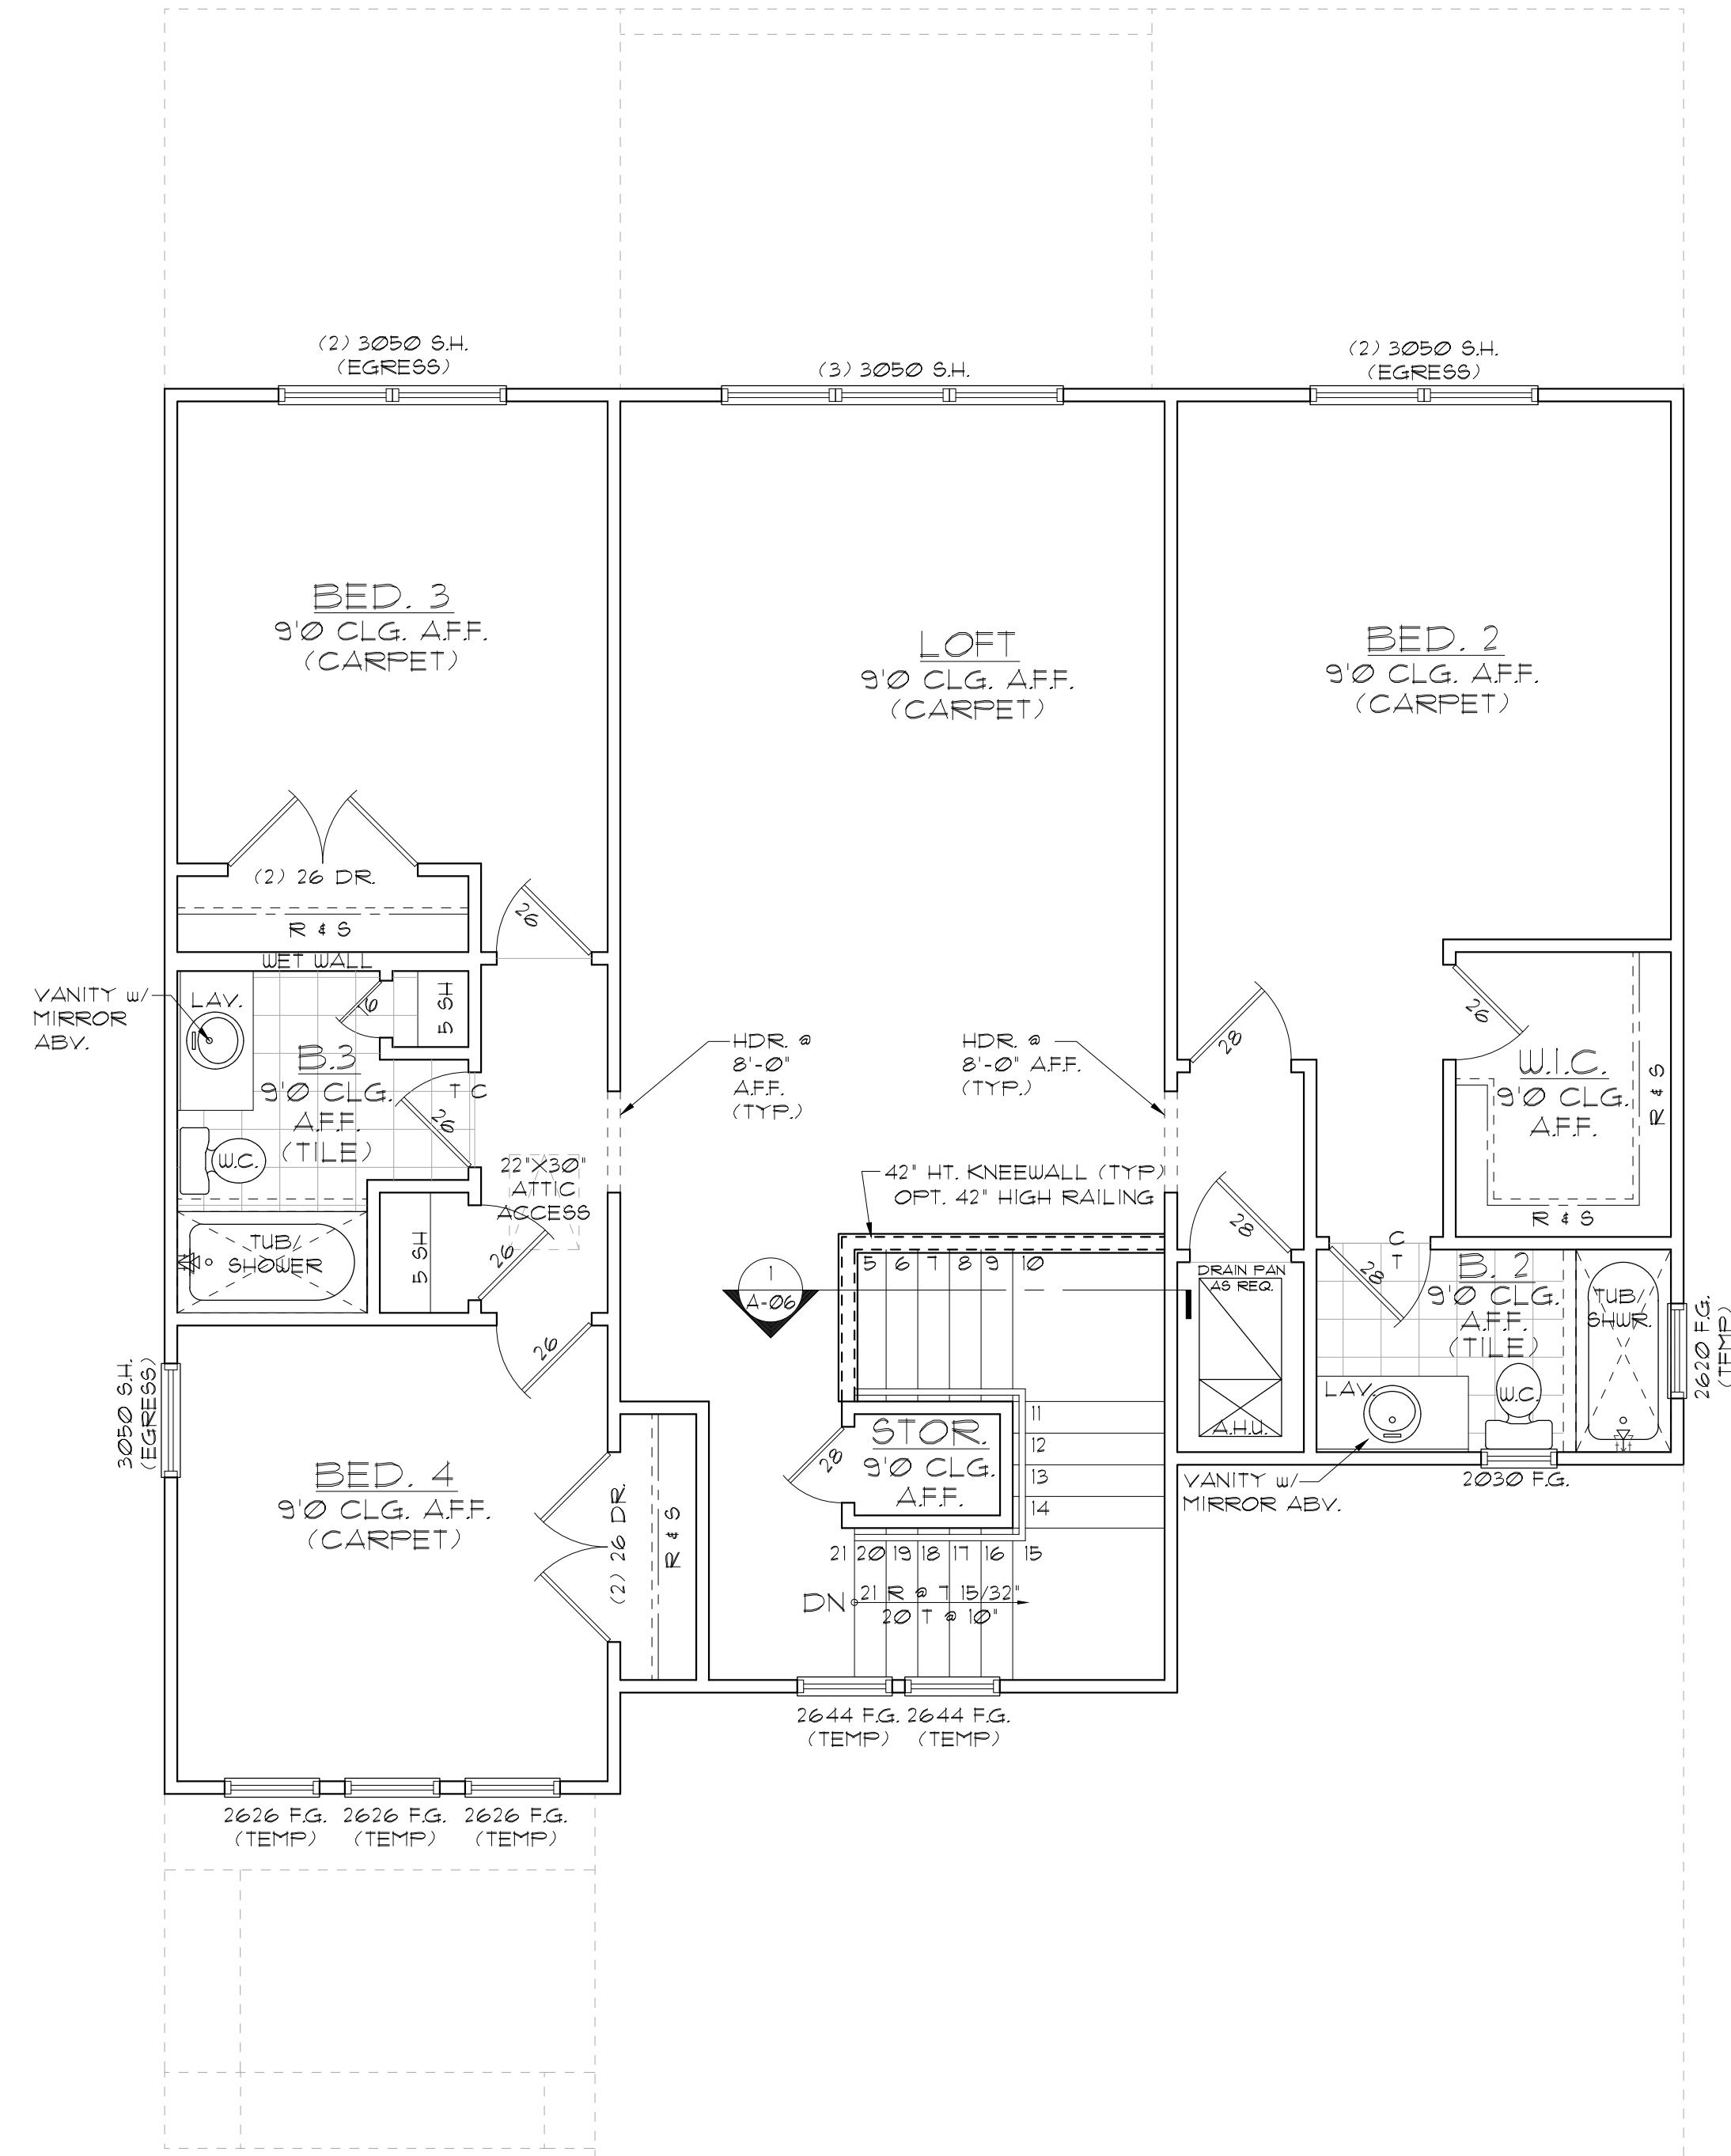 (2) 3050 S.H.
(EGRESS)
(3) 3050 S.H.
(2) 3050 S.H.
(EGRESS)
BED. 3
9'0 CLG. A.F.F.
(CARPET)
LOFT
9'0 CLG. A.F.F.
(CARPET)
BED. 2
9'0 CLG. A.F.F.
(CARPET)
(2) 26 DR.
R & S
26
WET WALL
VANITY w/
MIRROR
ABV.
LAV.
16
5 SH
B.3
9'0 CLG.
A.F.F.
(TILE)
T C
26
W.C.
22"X30"
ATTIC
ACCESS
TUB/
SHOWER
5 SH
26
26
HDR. @
8'-0"
A.F.F.
(TYP.)
HDR. @
8'-0" A.F.F.
(TYP.)
28
26
W.I.C.
9'0 CLG.
A.F.F.
R & S
R & S
42" HT. KNEEWALL (TYP)
OPT. 42" HIGH RAILING
28
5 6 7 8 9 10
1
A-06
DRAIN PAN
AS REQ.
A.H.U.
C
T
28
B. 2
9'0 CLG.
A.F.F.
(TILE)
TUB/
SHWR.
2620 F.G.
(TEMP)
LAV.
W.C.
VANITY w/
MIRROR ABV.
2030 F.G.
3050 S.H.
(EGRESS)
BED. 4
9'0 CLG. A.F.F.
(CARPET)
(2) 26 DR.
R & S
STOR.
9'0 CLG.
A.F.F.
28
11
12
13
14
21 20 19 18 17 16 15
DN
21 R @ 7 15/32"
20 T @ 10"
2644 F.G.
(TEMP)
2644 F.G.
(TEMP)
2626 F.G.
(TEMP)
2626 F.G.
(TEMP)
2626 F.G.
(TEMP)